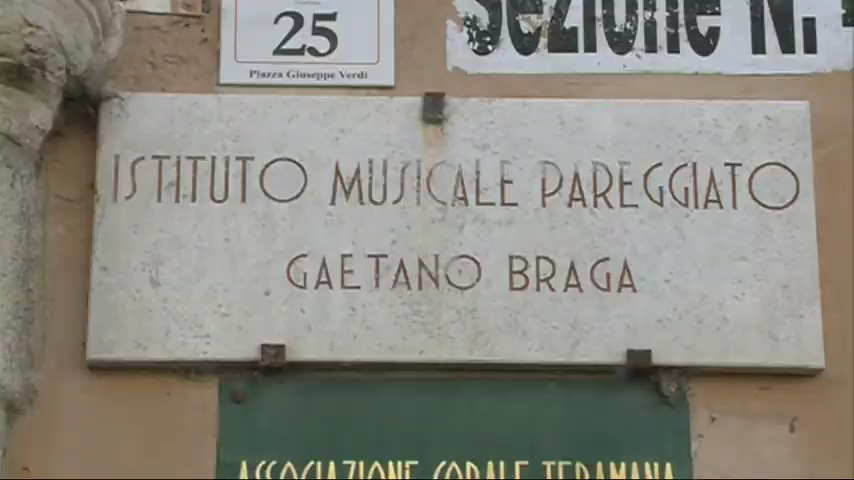 25
Piazza Giuseppe Verdi
Sezione N.
ISTITUTO MUSICALE PAREGGIATO
GAETANO BRAGA
ASSOCIAZIONE CORALE TERAMANA